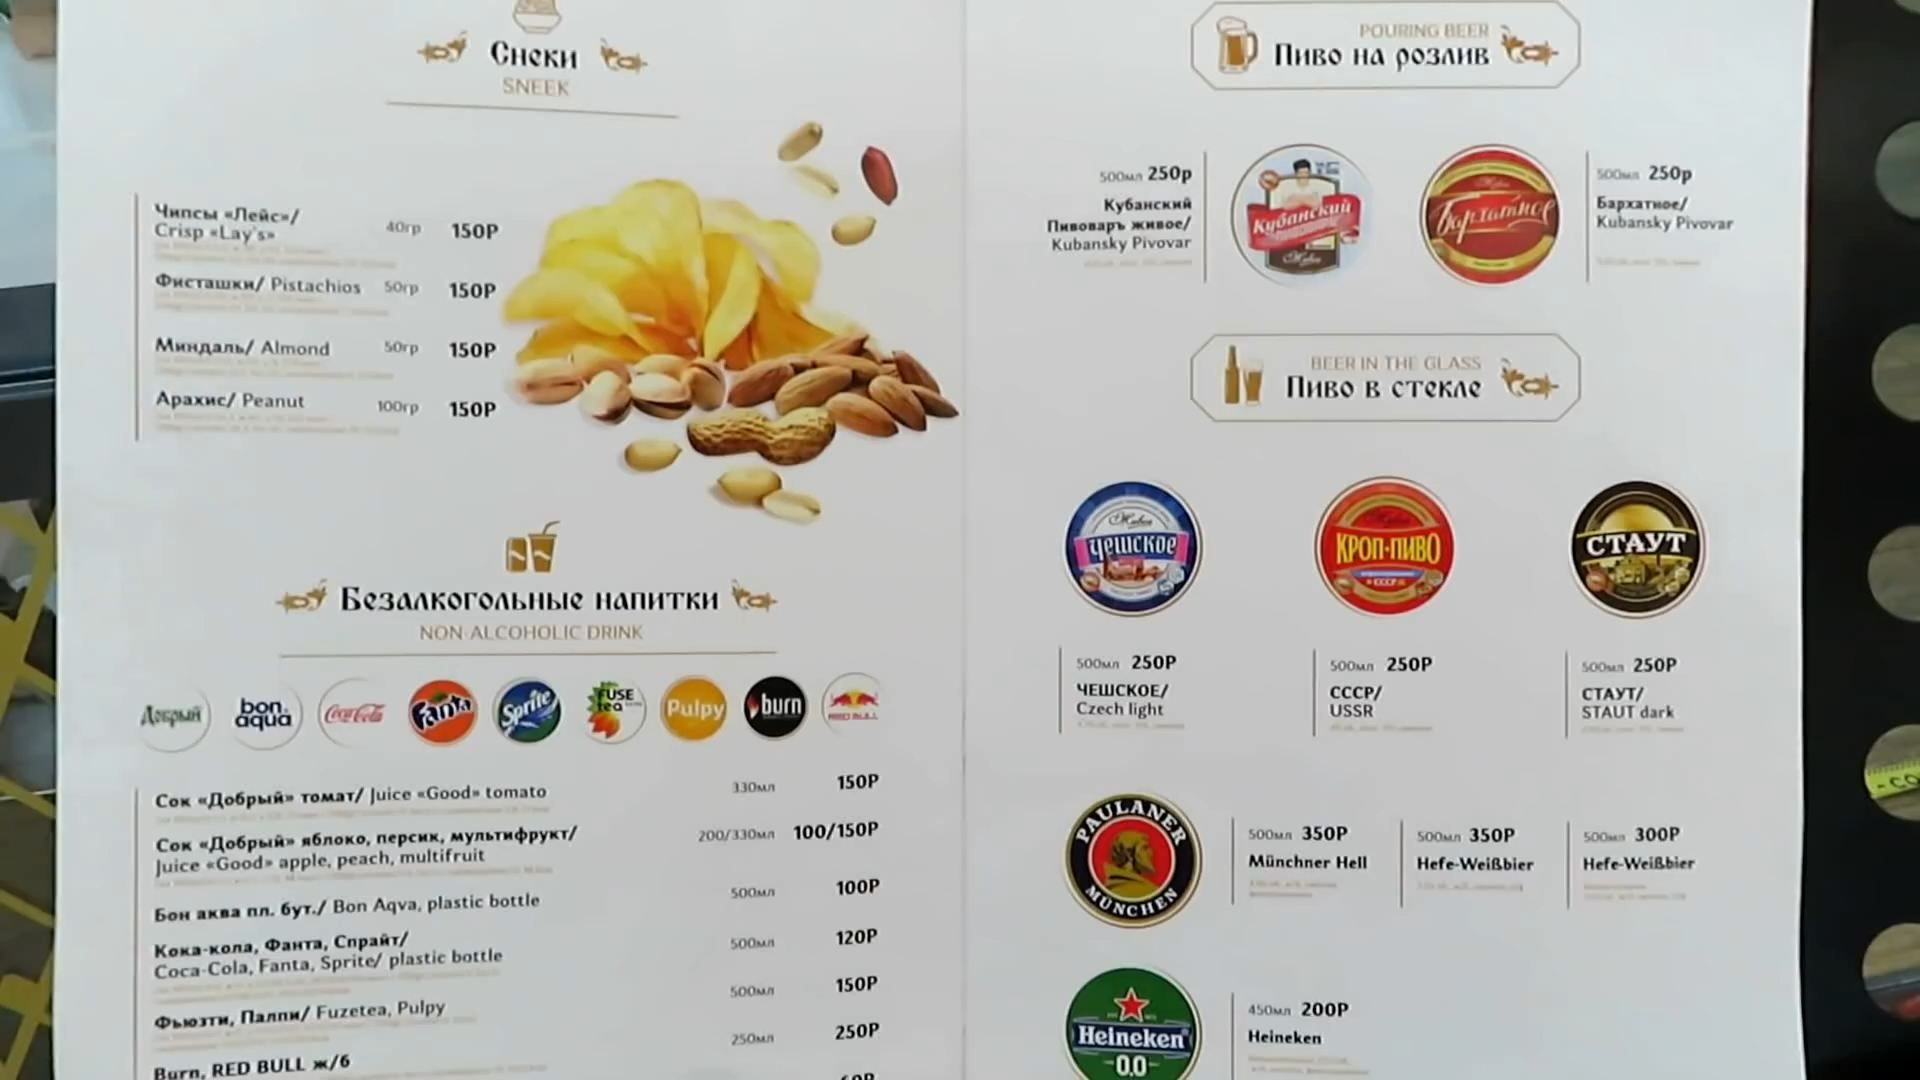 Снеки
SNEEK
Чипсы «Лейс»/
Crisp «Lay's»
40гр 150Р
Фисташки/ Pistachios 50гр 150Р
Миндаль/ Almond 50гр 150Р
Арахис/ Peanut 100гр 150Р
Безалкогольные напитки
NON-ALCOHOLIC DRINK
Добрый
bon aqua
Coca-Cola
Fanta
Sprite
FUSE tea
Pulpy
burn
RED BULL
Сок «Добрый» томат/ Juice «Good» tomato 330мл 150Р
Сок «Добрый» яблоко, персик, мультифрукт/
Juice «Good» apple, peach, multifruit
200/330мл 100/150Р
Бон аква пл. бут./ Bon Aqva, plastic bottle 500мл 100Р
Кока-кола, Фанта, Спрайт/
Coca-Cola, Fanta, Sprite/ plastic bottle
500мл 120Р
Фьюзти, Палпи/ Fuzetea, Pulpy 500мл 150Р
Burn, RED BULL ж/б 250мл 250Р
POURING BEER
Пиво на розлив
500мл 250р
Кубанский
Пивоваръ живое/
Kubansky Pivovar
Кубанский
Бархатное
500мл 250р
Бархатное/
Kubansky Pivovar
BEER IN THE GLASS
Пиво в стекле
Чешское
КРОП-ПИВО
СССР
СТАУТ
500мл 250Р
ЧЕШСКОЕ/
Czech light
500мл 250Р
СССР/
USSR
500мл 250Р
СТАУТ/
STAUT dark
PAULANER
MÜNCHEN
500мл 350Р
Münchner Hell
500мл 350Р
Hefe-Weißbier
500мл 300Р
Hefe-Weißbier
Heineken
0.0
450мл 200Р
Heineken